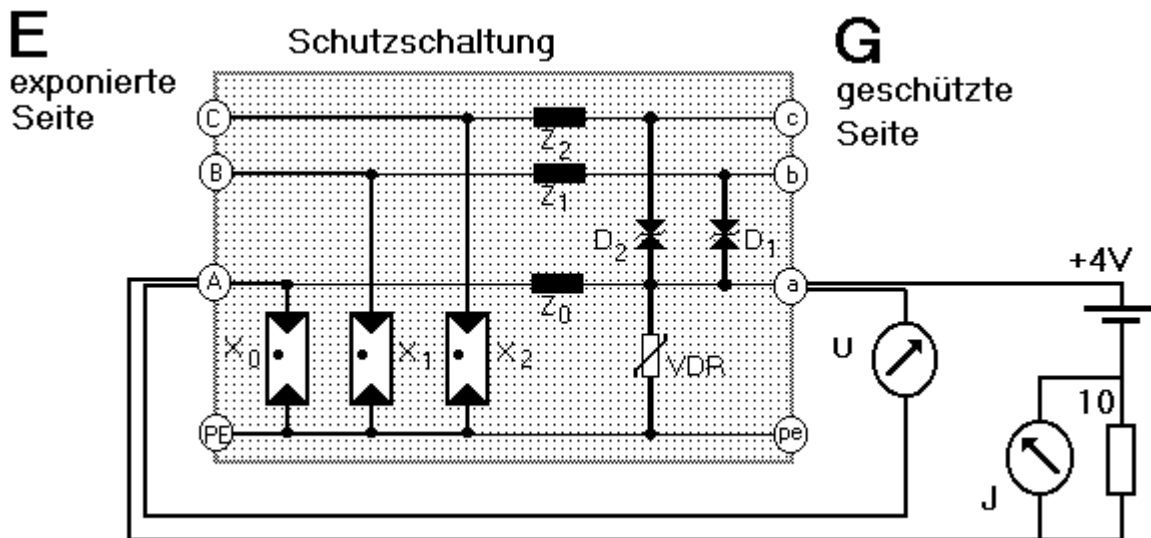 E
exponierte
Seite
Schutzschaltung
G
geschützte
Seite
C
c
Z2
B
b
Z1
D2
D1
A
a
Z0
+4V
X0
X1
X2
VDR
U
10
PE
pe
J